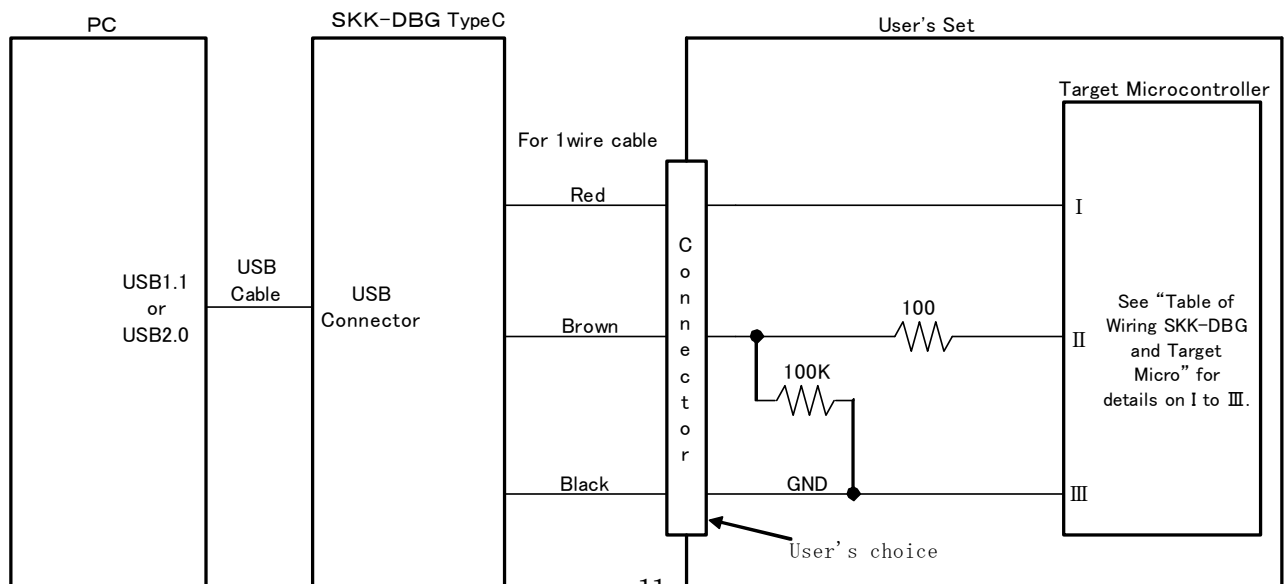 PC
SKK-DBG TypeC
User's Set
Target Microcontroller
For 1wire cable
Red
Ⅰ
Connector
USB1.1
or
USB2.0
USB
Cable
USB
Connector
Brown
100
Ⅱ
100K
See “Table of
Wiring SKK-DBG
and Target
Micro” for
details on Ⅰ to Ⅲ.
Black
GND
Ⅲ
User's choice